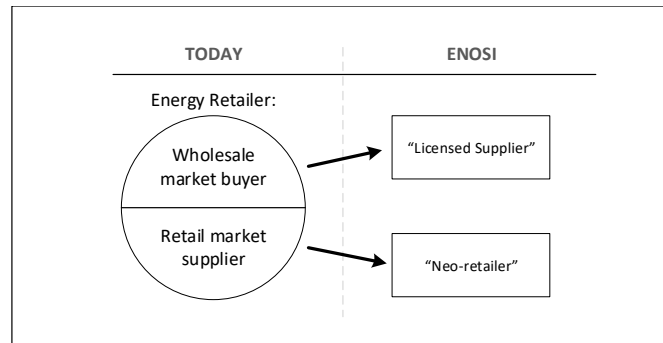 TODAY
ENOSI
Energy Retailer:
Wholesale
market buyer
“Licensed Supplier”
Retail market
supplier
“Neo-retailer”